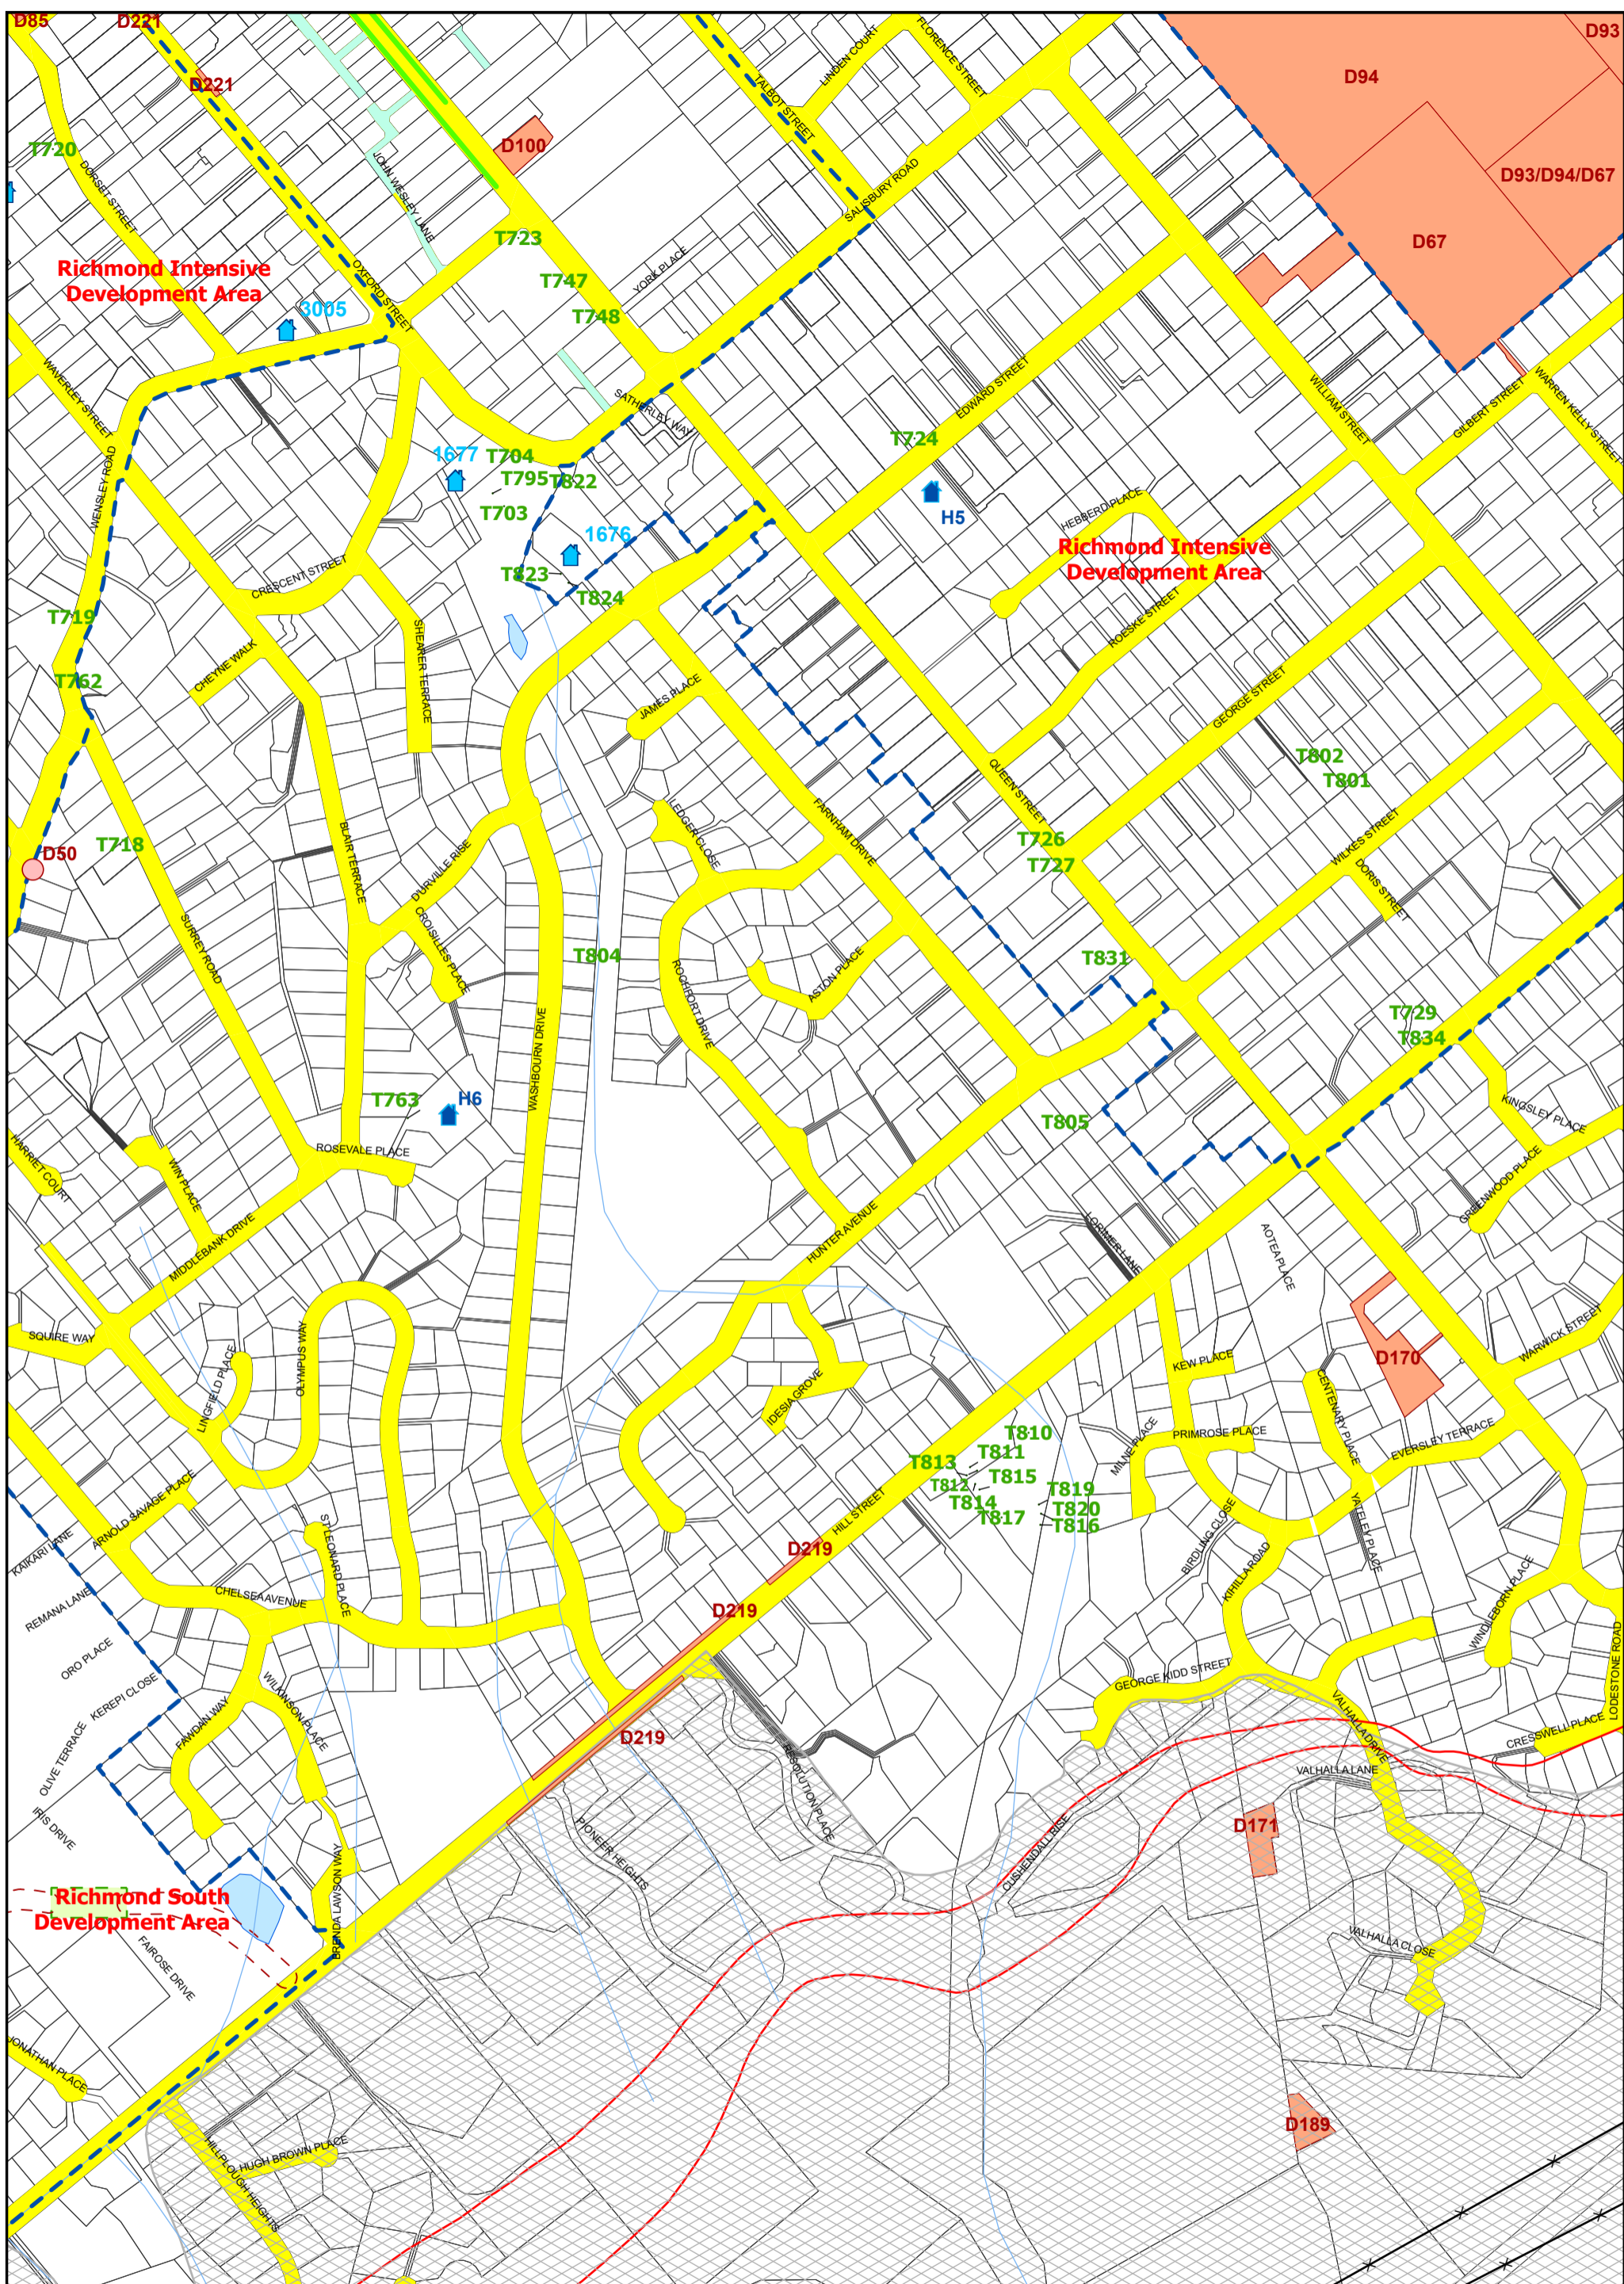 D85
D221
D93
FLORENCE STREET
LINDEN COURT
D94
D221
TALBOT STREET
D100
T720
JOHN WESLEY LANE
DORSET STREET
D93/D94/D67
SALISBURY ROAD
T723
D67
Richmond Intensive
Development Area
OXFORD STREET
YORK PLACE
T747
3005
T748
WAVERLEY STREET
EDWARD STREET
WILLIAM STREET
GILBERT STREET
WARREN KELLY STREET
SATHERLEY WAY
T724
1677
T704
T795
T822
WENSLEY ROAD
T703
H5
HEBBERD PLACE
1676
Richmond Intensive
Development Area
CRESCENT STREET
T823
T824
T719
SHEARER TERRACE
ROESKE STREET
CHEYNE WALK
T762
JAMES PLACE
GEORGE STREET
T802
T801
QUEEN STREET
FARNHAM DRIVE
LEDGER CLOSE
T718
T726
WILKES STREET
D50
BLAIR TERRACE
DURVILLE RISE
T727
DORIS STREET
SURREY ROAD
CROISILLES PLACE
T804
ROCHFORT DRIVE
ASTON PLACE
T831
T729
WASHBOURN DRIVE
T834
T763
H6
T805
KINGSLEY PLACE
ROSEVALE PLACE
HARRIET COURT
WIN PLACE
GREENWOOD PLACE
MIDDLEBANK DRIVE
HUNTER AVENUE
LORIMER LANE
AOTEA PLACE
SQUIRE WAY
LINGFIELD PLACE
OLYMPUS WAY
WARWICK STREET
KEW PLACE
D170
IDESIA GROVE
CENTENARY PLACE
T810
MILNE PLACE
PRIMROSE PLACE
EVERSLEY TERRACE
T813
T811
T812
T815
T814
T819
T820
T817
T816
HILL STREET
ARNOLD SAVAGE PLACE
KAIKARI LANE
ST LEONARD PLACE
D219
BIRDLING CLOSE
YATELEY PLACE
KIHILLA ROAD
CHELSEA AVENUE
REMANA LANE
D219
WINDLEBORN PLACE
ORO PLACE
LODESTONE ROAD
KEREPI CLOSE
WILKINSON PLACE
GEORGE KIDD STREET
FAWDAN WAY
D219
VALHALLA DRIVE
CRESSWELL PLACE
OLIVE TERRACE
RESOLUTION PLACE
VALHALLA LANE
IRIS DRIVE
PIONEER HEIGHTS
D171
CUSHENDALL RISE
Richmond South
Development Area
BRENDA LAWSON WAY
FAIROSE DRIVE
VALHALLA CLOSE
JONATHAN PLACE
D189
HUGH BROWN PLACE
HILLPLOUGH HEIGHTS